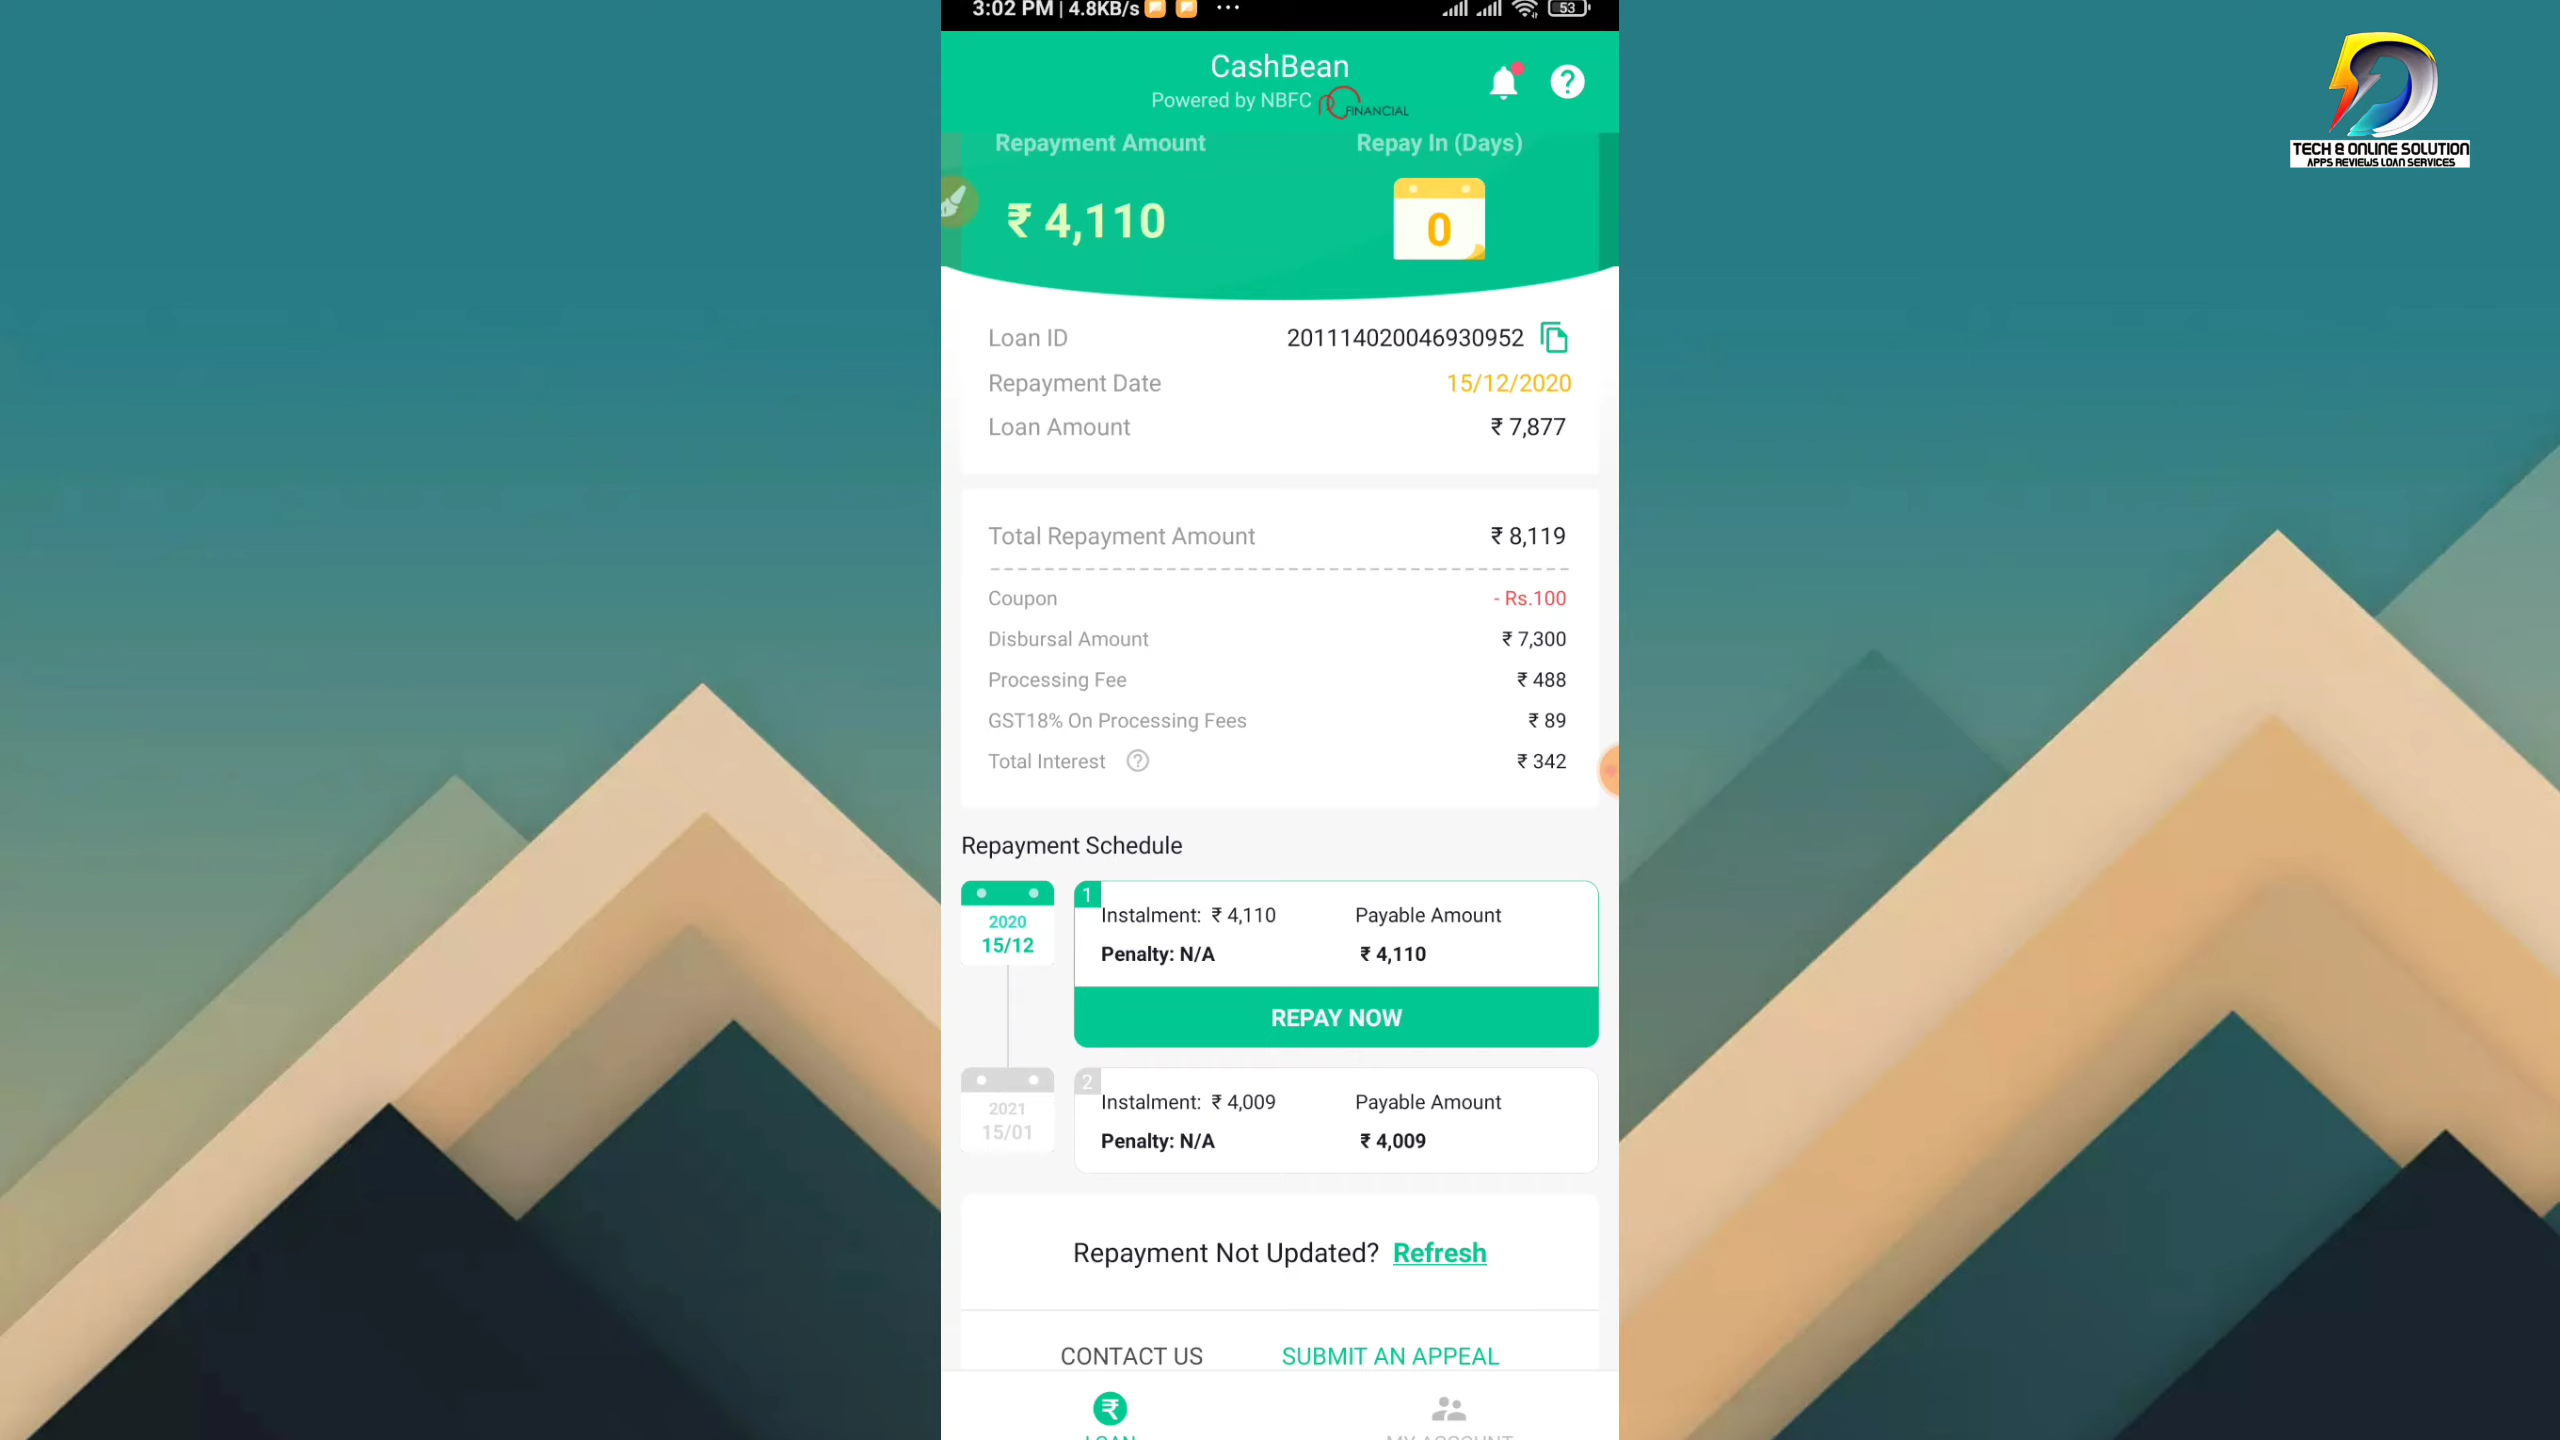 3:02 PM | 4.8KB/s ... 53
CashBean
Powered by NBFC FINANCIAL
TECH & ONLINE SOLUTION
APPS REVIEWS LOAN SERVICES
Repayment Amount Repay In (Days)
₹ 4,110 0
Loan ID 201114020046930952
Repayment Date 15/12/2020
Loan Amount ₹ 7,877
Total Repayment Amount ₹ 8,119
Coupon - Rs.100
Disbursal Amount ₹ 7,300
Processing Fee ₹ 488
GST18% On Processing Fees ₹ 89
Total Interest ? ₹ 342
Repayment Schedule
2020
15/12
1
Instalment: ₹ 4,110 Payable Amount
Penalty: N/A ₹ 4,110
REPAY NOW
2021
15/01
2
Instalment: ₹ 4,009 Payable Amount
Penalty: N/A ₹ 4,009
Repayment Not Updated? Refresh
CONTACT US SUBMIT AN APPEAL
LOAN MY ACCOUNT